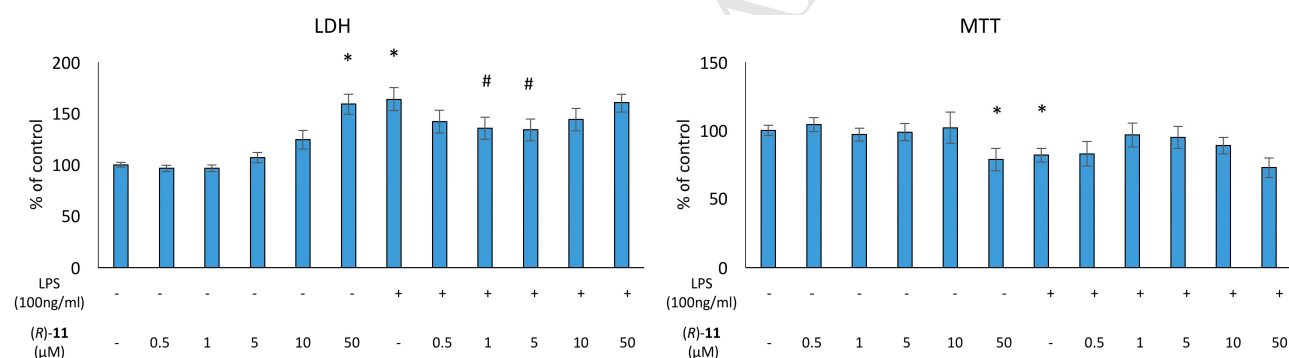 LDH
200
150
100
50
0
% of control
* *
# #
LPS
(100ng/ml)
- - - - - - + + + + + +
(R)-11
(μM)
- 0.5 1 5 10 50 - 0.5 1 5 10 50
MTT
150
100
50
0
% of control
* *
LPS
(100ng/ml)
- - - - - - + + + + + +
(R)-11
(μM)
- 0.5 1 5 10 50 - 0.5 1 5 10 50